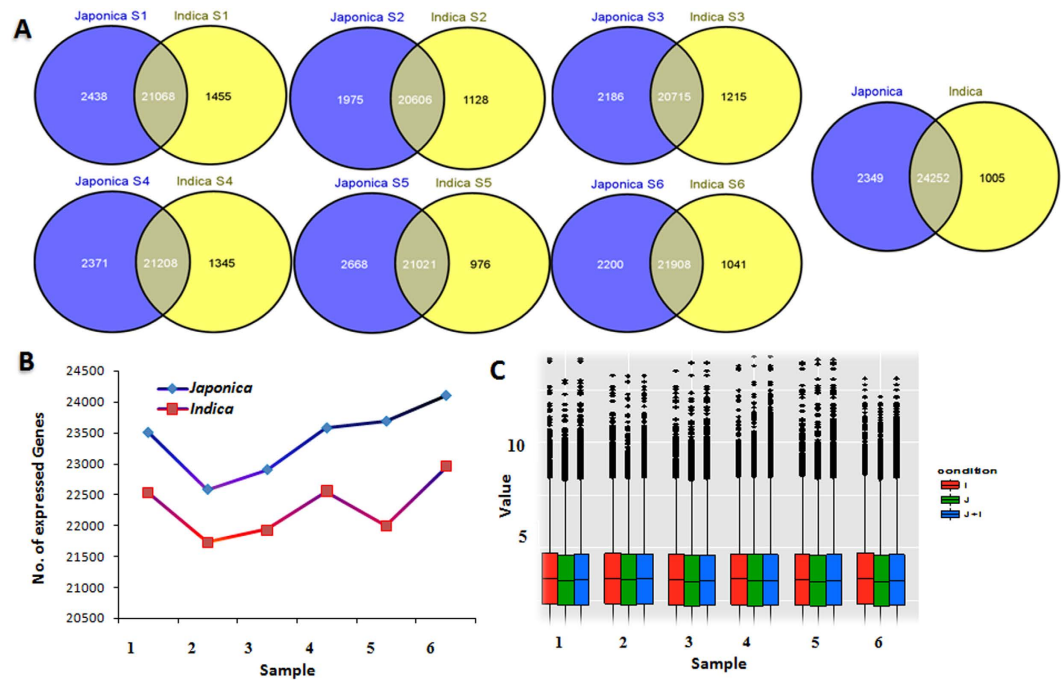 A
Japonica S1 Indica S1
2438 21068 1455
Japonica S2 Indica S2
1975 20606 1128
Japonica S3 Indica S3
2186 20715 1215
Japonica S4 Indica S4
2371 21208 1345
Japonica S5 Indica S5
2668 21021 976
Japonica S6 Indica S6
2200 21908 1041
Japonica Indica
2349 24252 1005
B
No. of expressed Genes
24500
24000
23500
23000
22500
22000
21500
21000
20500
Japonica
Indica
1 2 3 4 5 6
Sample
C
Value
10
5
1 2 3 4 5 6
Sample
condition
I
J
J+I